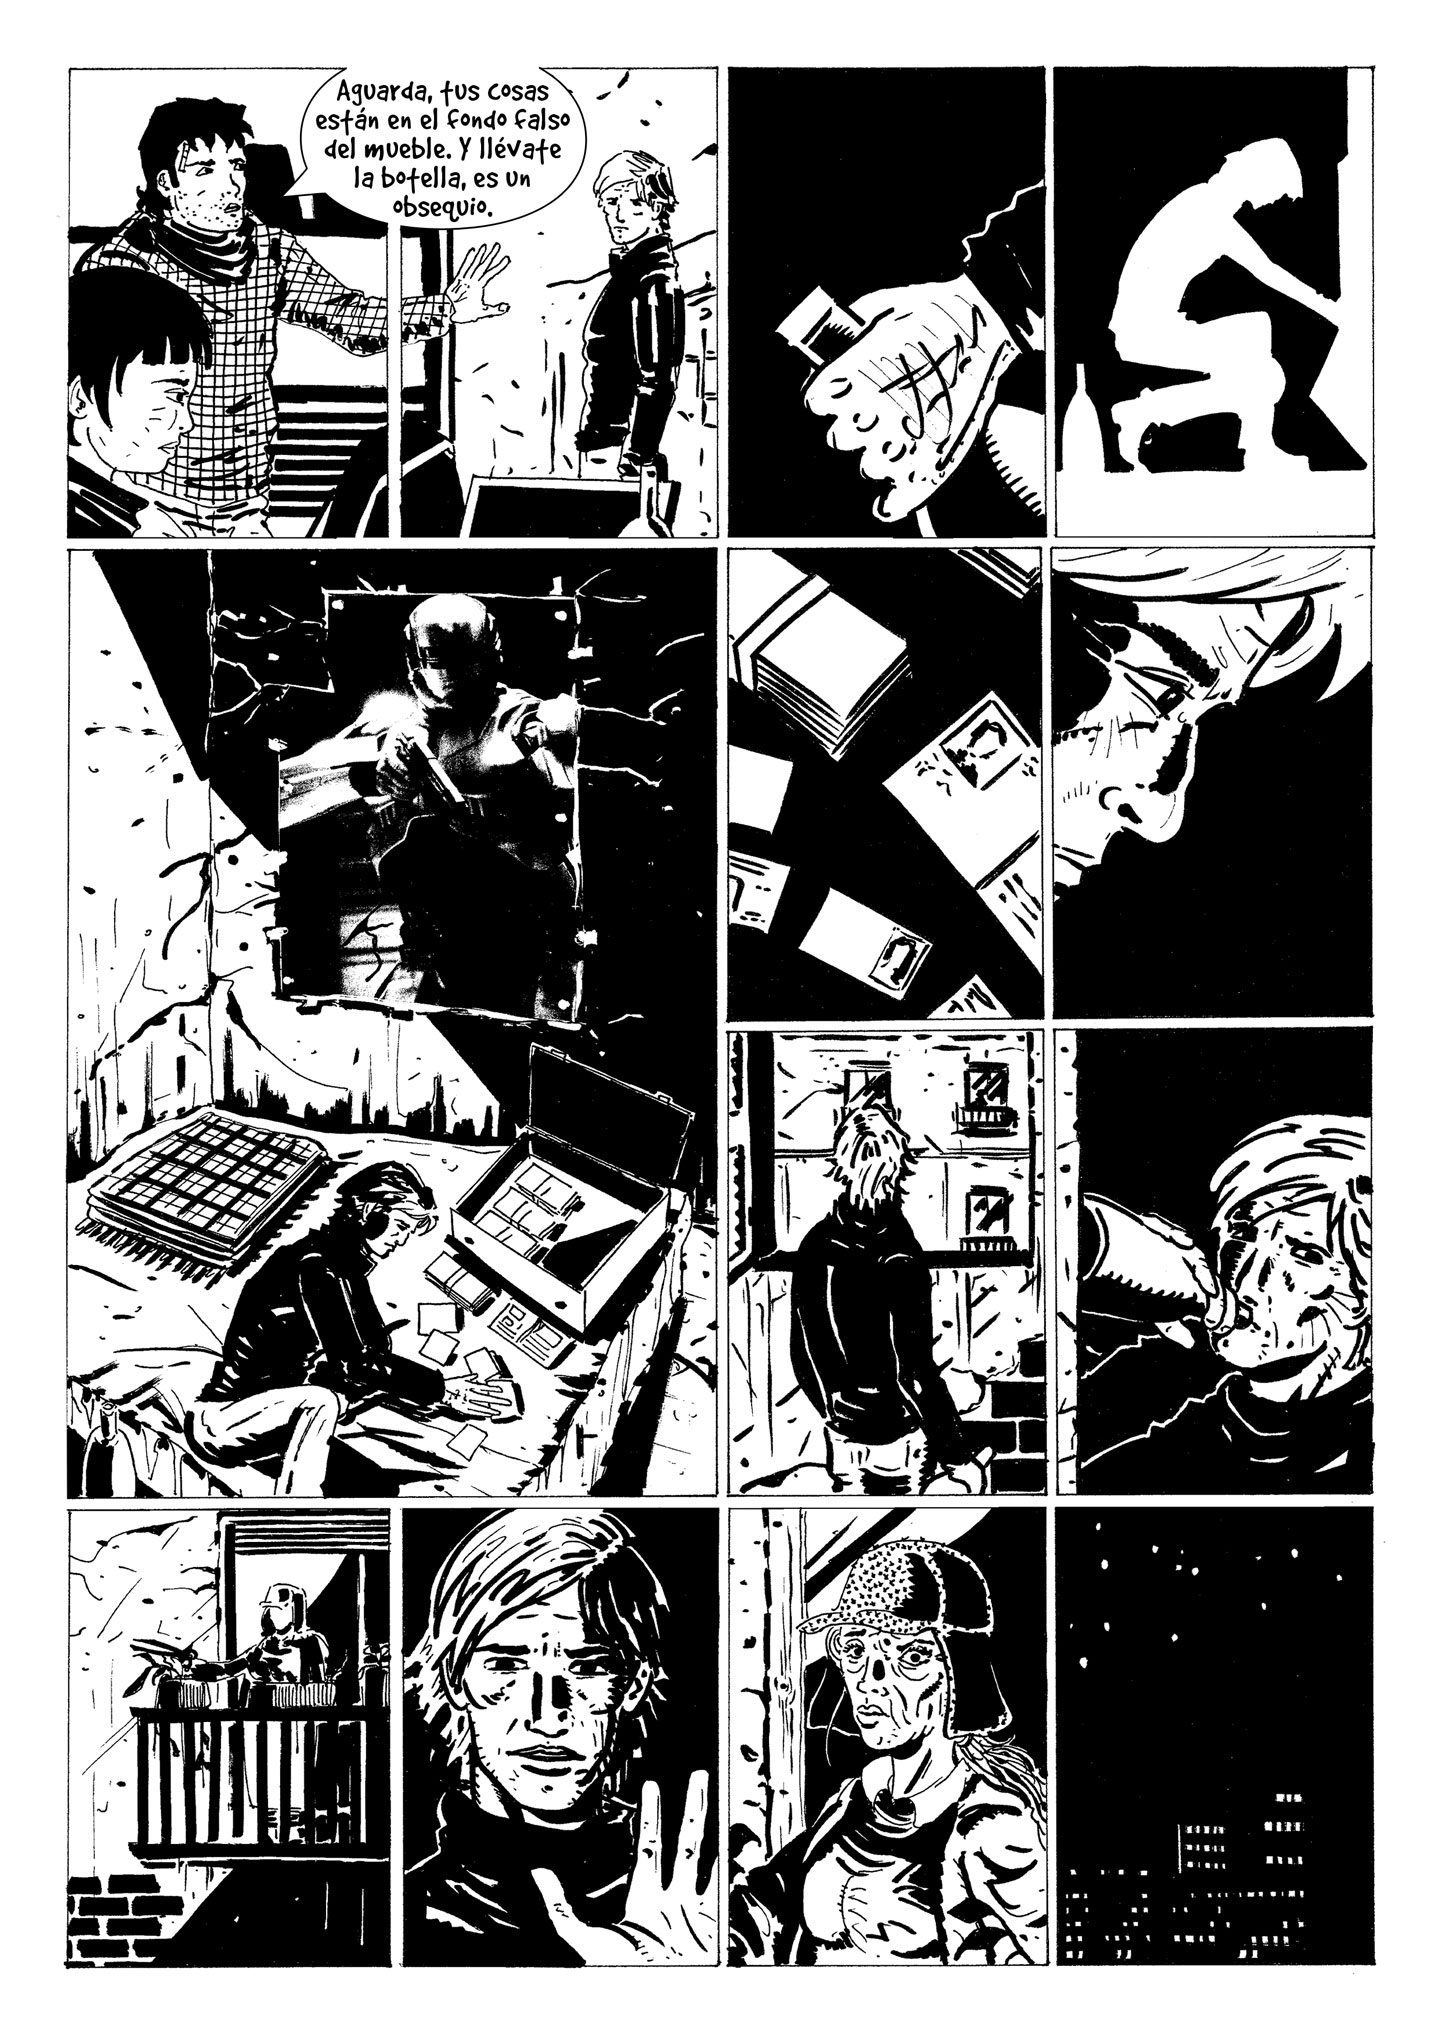 Aguarda, tus cosas
están en el fondo falso
del mueble. Y llévate
la botella, es un
obsequio.